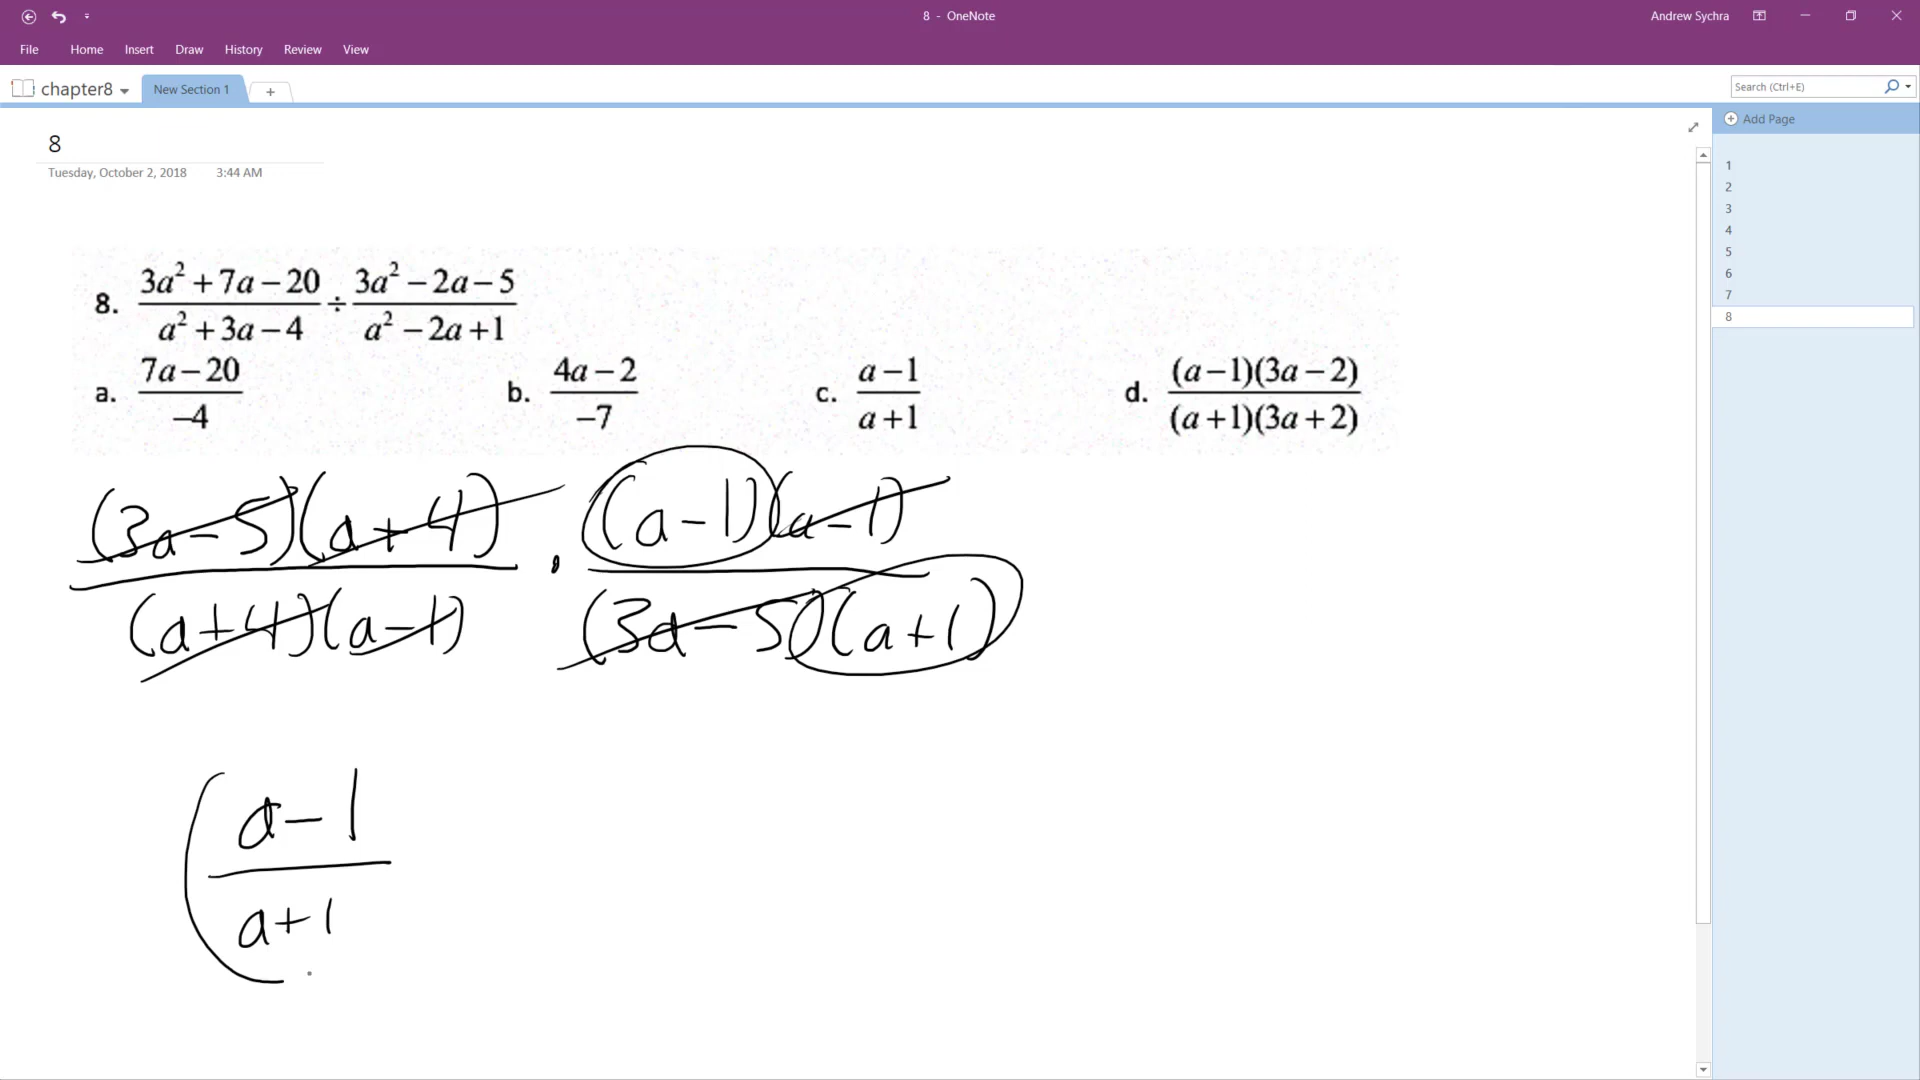 8 - OneNote
Andrew Sychra
File Home Insert Draw History Review View
chapter8
New Section 1
+
Search (Ctrl+E)
Add Page
8
Tuesday, October 2, 2018 3:44 AM
1
2
3
4
5
6
7
8
8. (3a² + 7a − 20)/(a² + 3a − 4) ÷ (3a² − 2a − 5)/(a² − 2a + 1)
a. (7a − 20)/(−4) b. (4a − 2)/(−7) c. (a − 1)/(a + 1) d. ((a − 1)(3a − 2))/((a + 1)(3a + 2))
(3a − 5)(a + 4) · (a − 1)(a − 1)
(a + 4)(a − 1) (3a − 5)(a + 1)
a − 1
a + 1